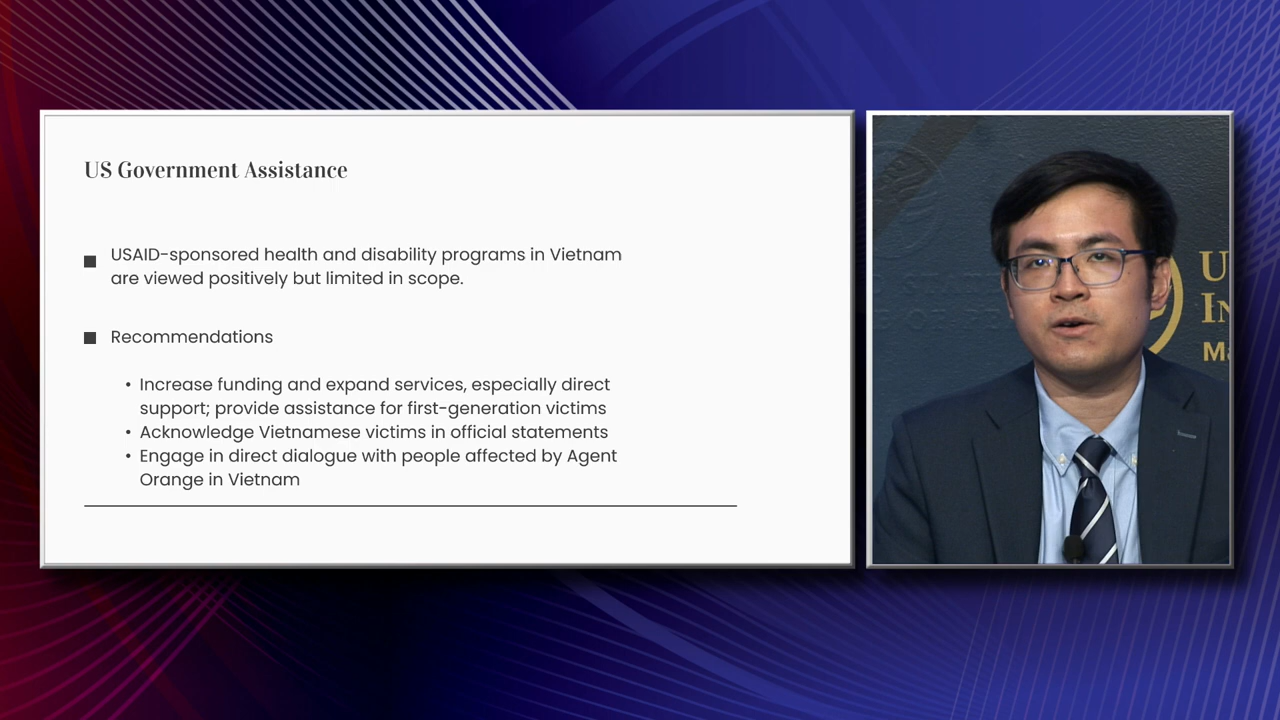 US Government Assistance
USAID-sponsored health and disability programs in Vietnam
are viewed positively but limited in scope.
Recommendations
• Increase funding and expand services, especially direct
support; provide assistance for first-generation victims
• Acknowledge Vietnamese victims in official statements
• Engage in direct dialogue with people affected by Agent
Orange in Vietnam